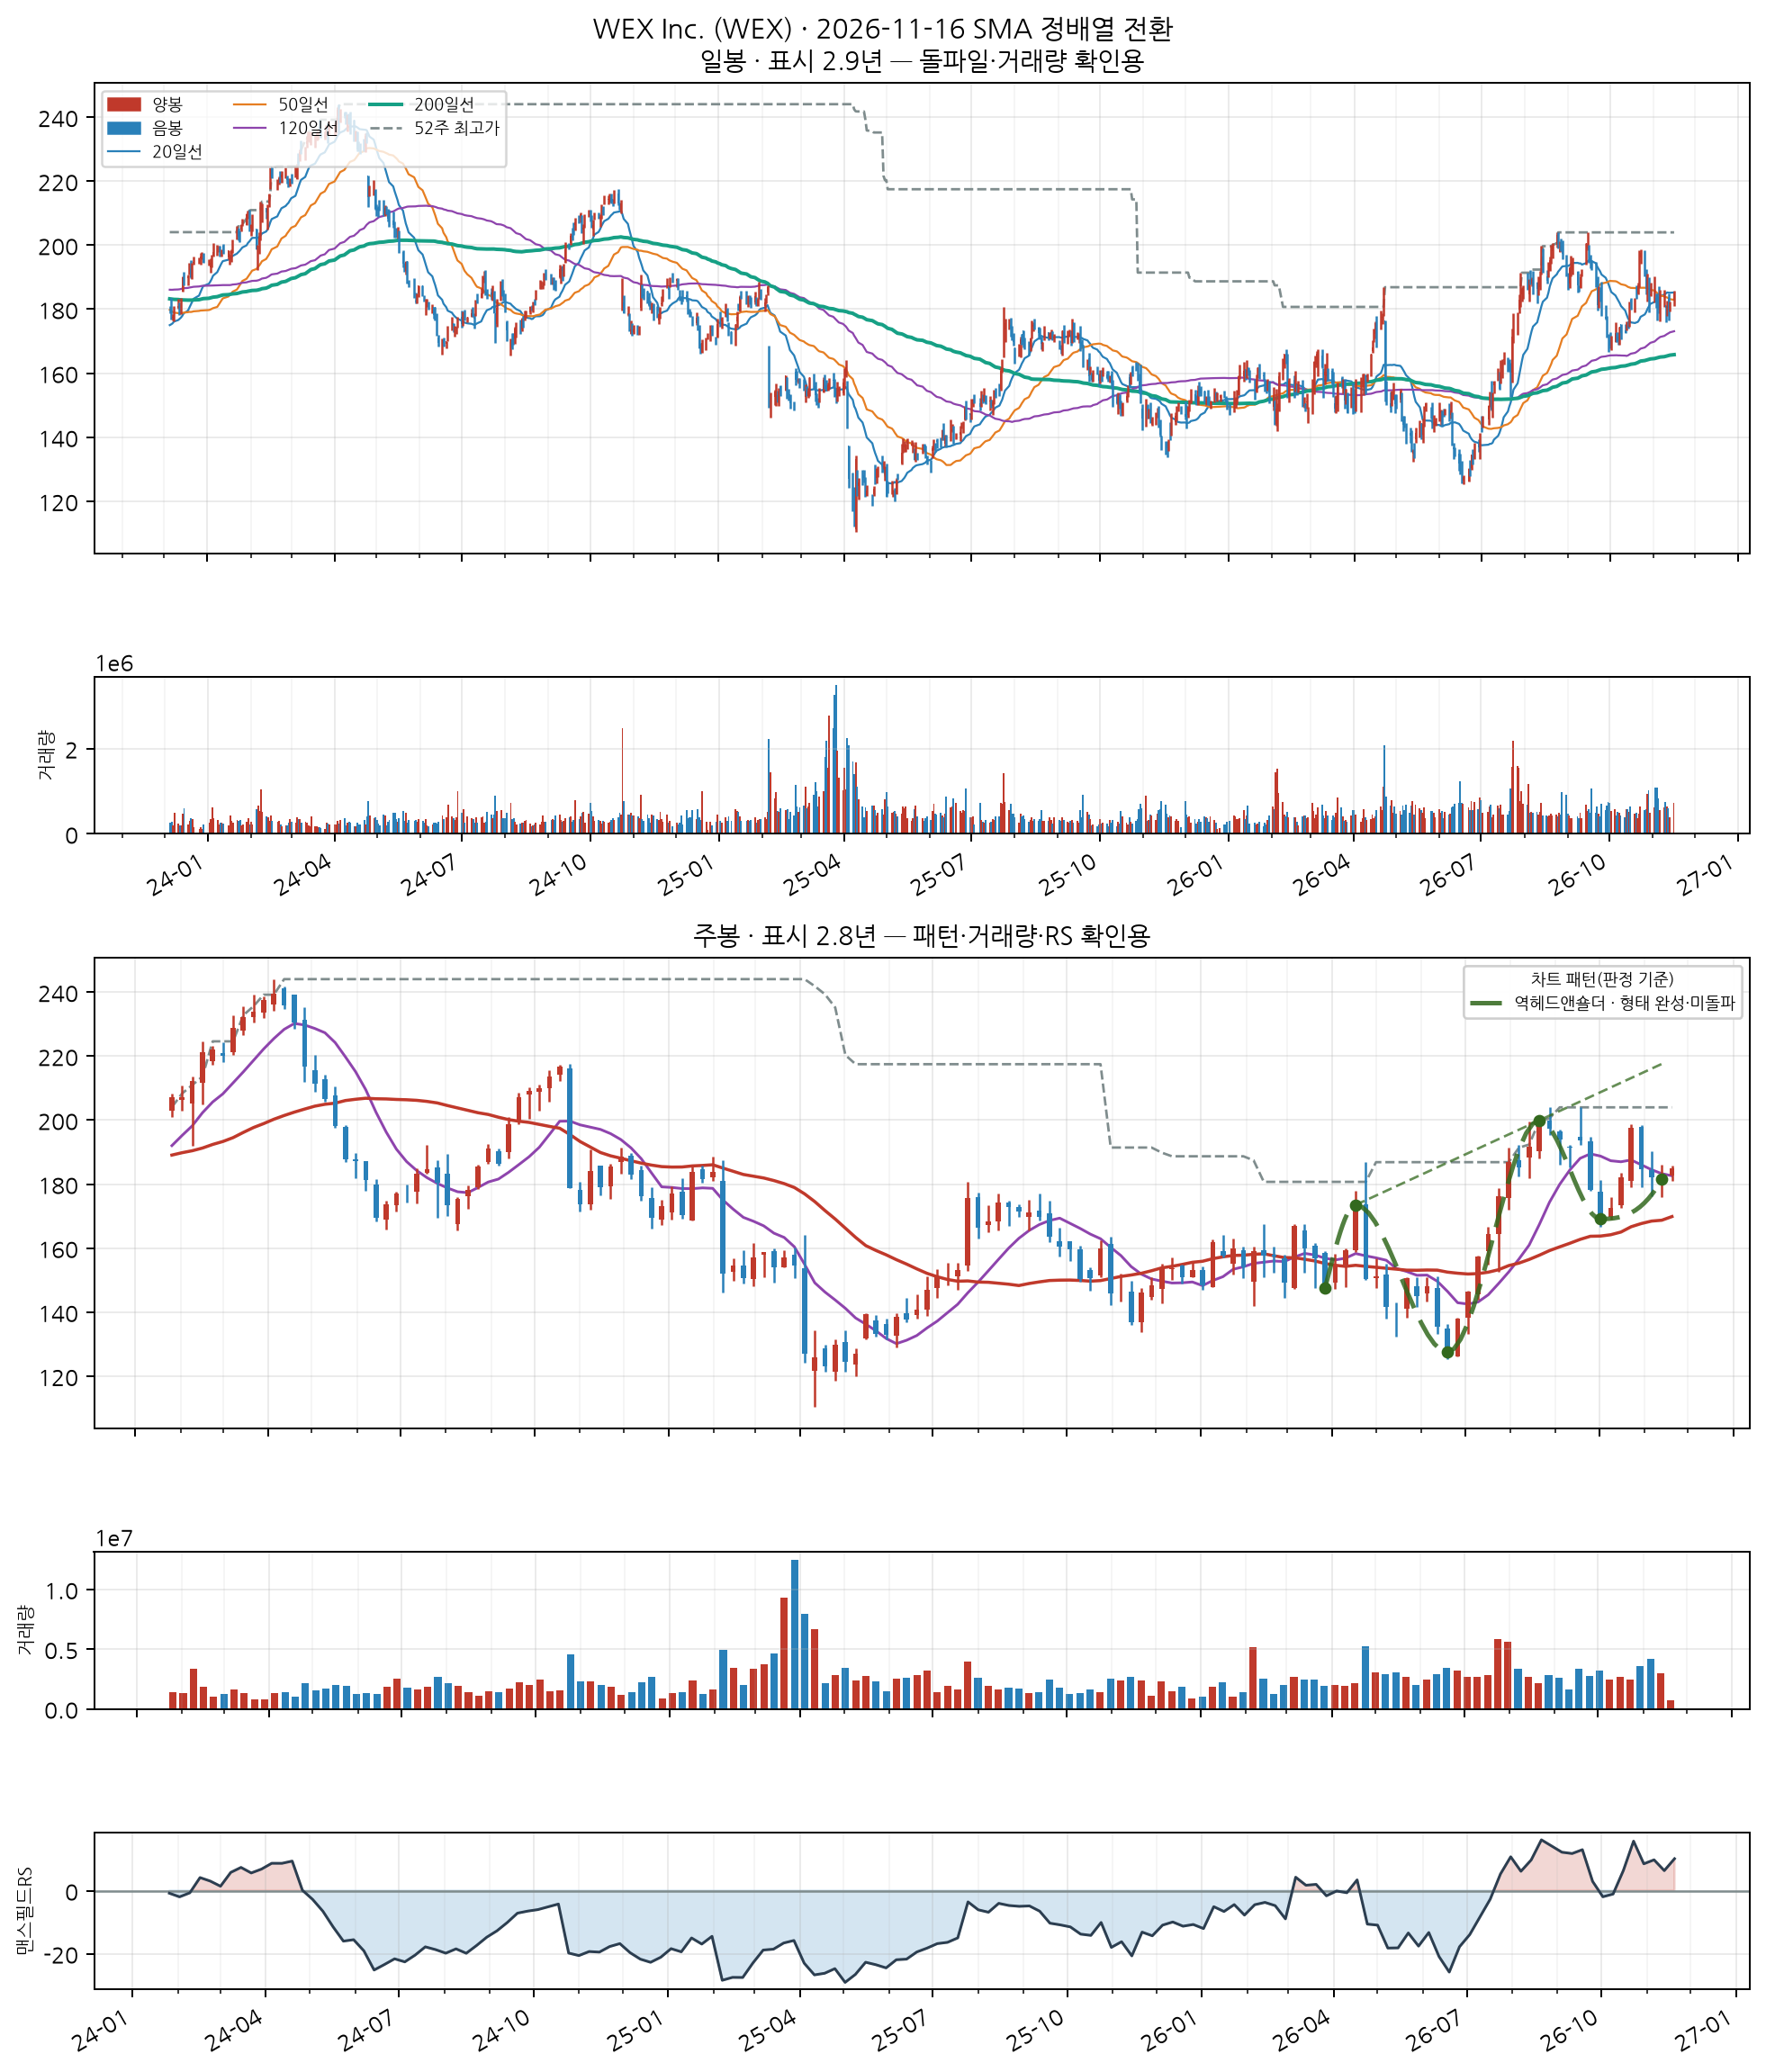 WEX Inc. (WEX) · 2026-11-16 SMA 정배열 전환
일봉 · 표시 2.9년 — 돌파일·거래량 확인용
양봉
음봉
20일선
50일선
120일선
200일선
52주 최고가
240
220
200
180
160
140
120
1e6
거래량
2
0
24-01
24-04
24-07
24-10
25-01
25-04
25-07
25-10
26-01
26-04
26-07
26-10
27-01
주봉 · 표시 2.8년 — 패턴·거래량·RS 확인용
차트 패턴(판정 기준)
역헤드앤숄더 · 형태 완성·미돌파
240
220
200
180
160
140
120
1e7
거래량
1.0
0.5
0.0
맨스필드RS
0
-20
24-01
24-04
24-07
24-10
25-01
25-04
25-07
25-10
26-01
26-04
26-07
26-10
27-01